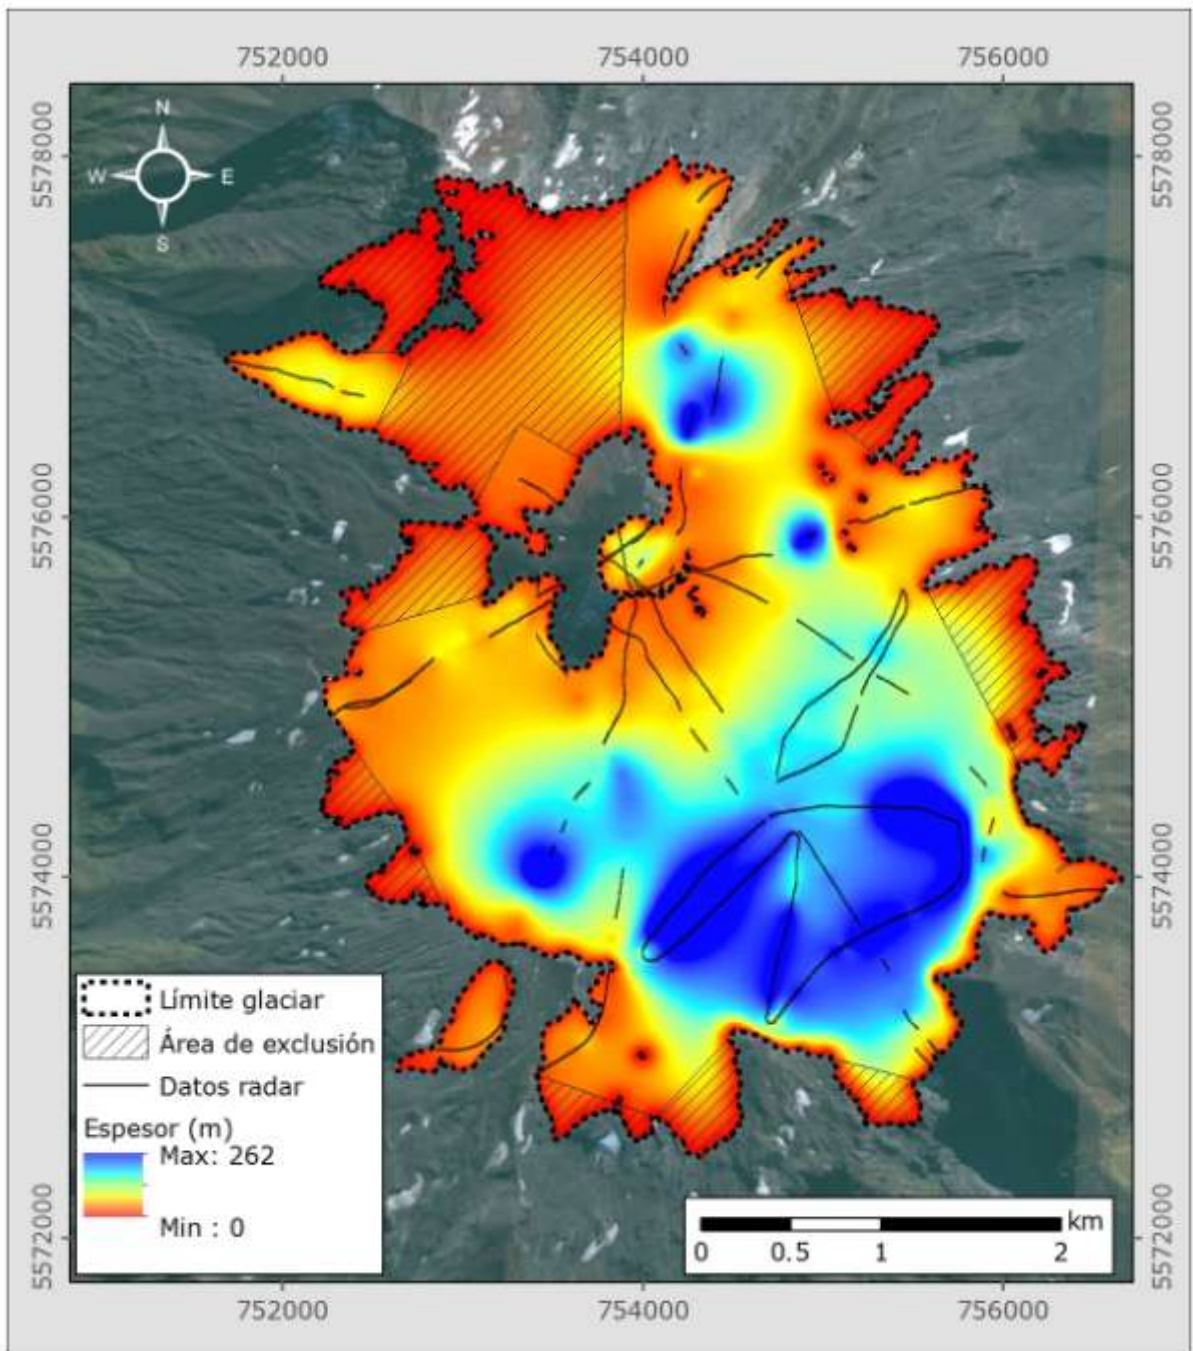 752000 754000 756000
5578000 5578000
N
W E
S
5576000 5576000
5574000 5574000
Límite glaciar
Área de exclusión
Datos radar
Espesor (m)
Max: 262
Min : 0
5572000 5572000
km
0 0.5 1 2
752000 754000 756000